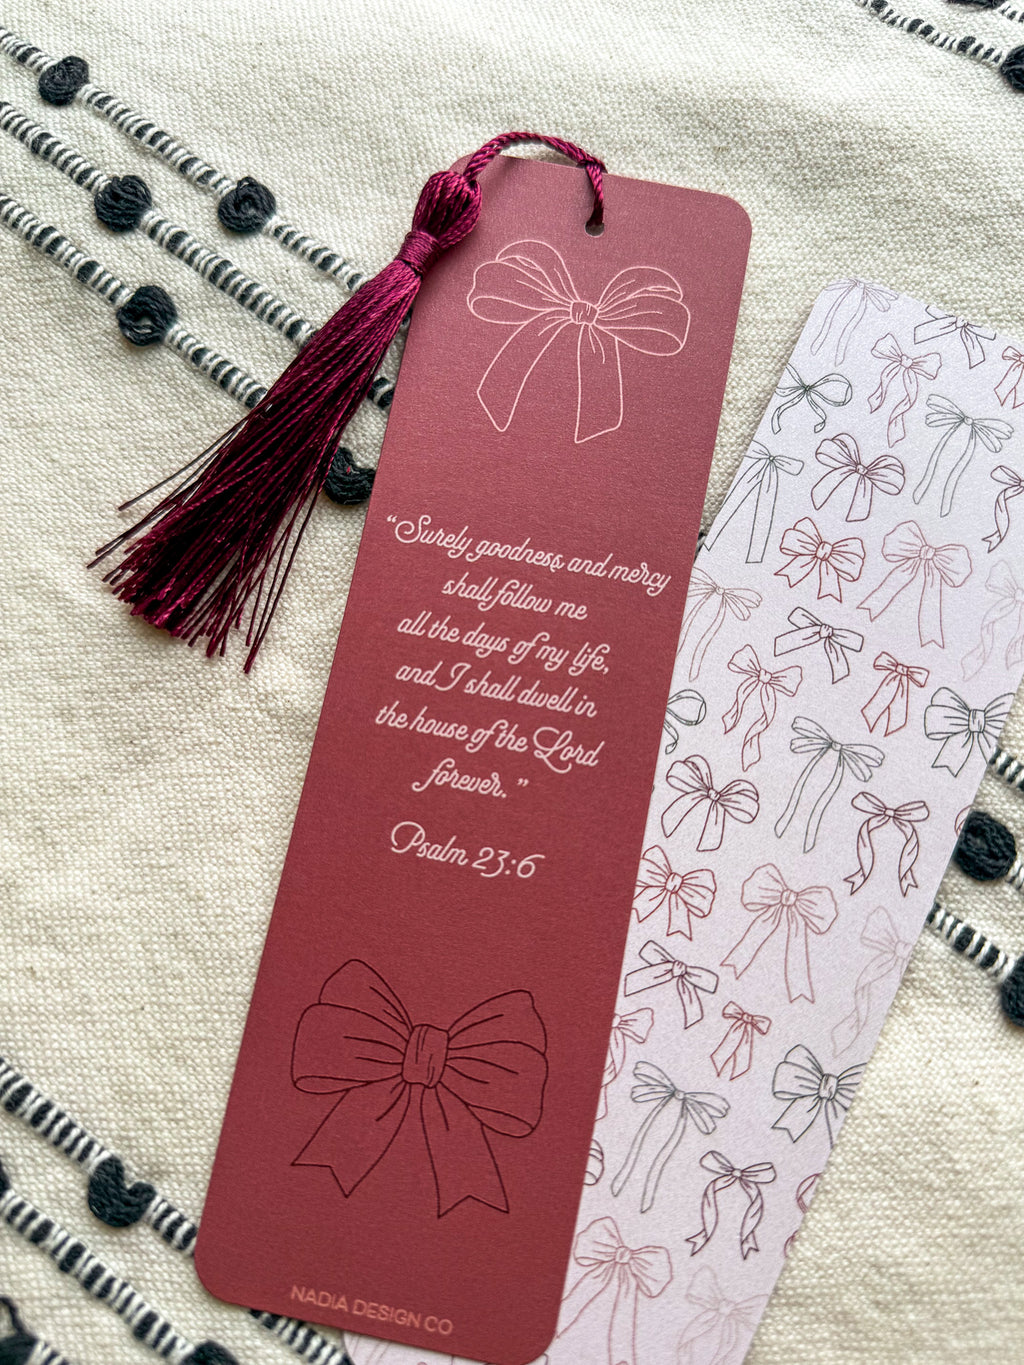 “Surely goodness and mercy
shall follow me
all the days of my life,
and I shall dwell in
the house of the Lord
forever. ”
Psalm 23:6
NADIA DESIGN CO